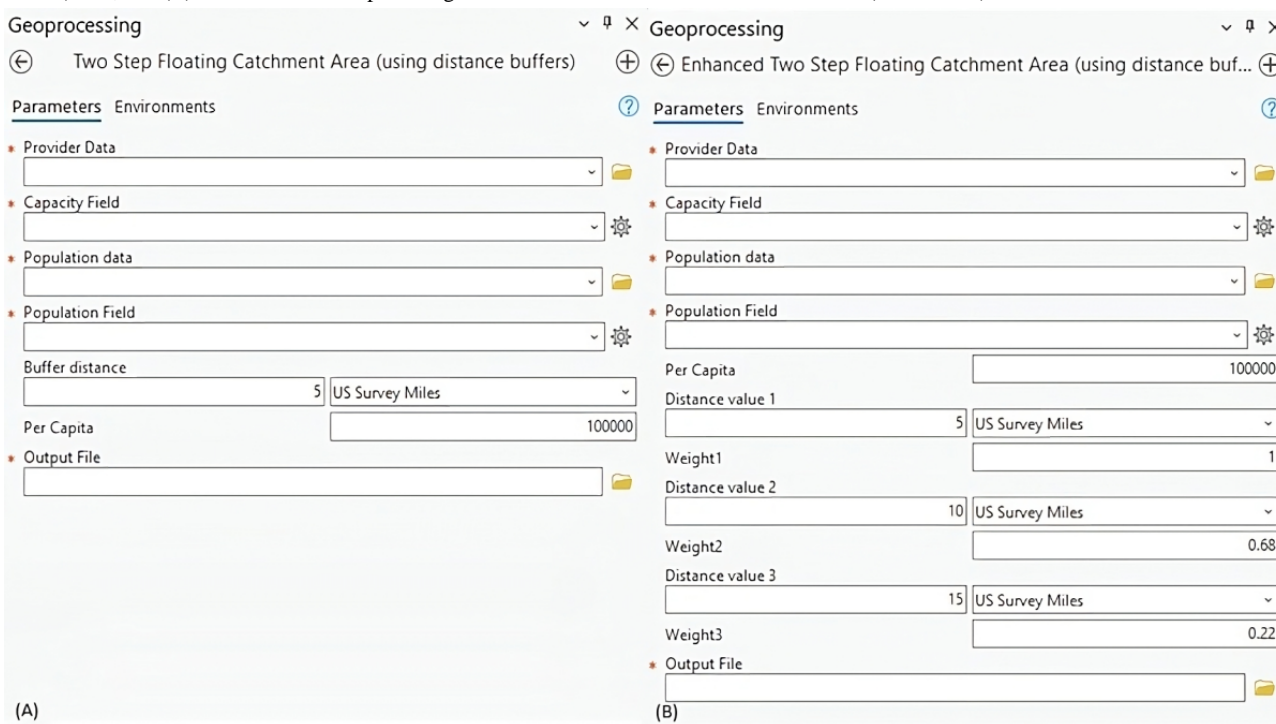 Geoprocessing
Two Step Floating Catchment Area (using distance buffers)
Parameters Environments
* Provider Data
* Capacity Field
* Population data
* Population Field
Buffer distance
5 US Survey Miles
Per Capita 100000
* Output File
(A)
Geoprocessing
Enhanced Two Step Floating Catchment Area (using distance buf...
Parameters Environments
* Provider Data
* Capacity Field
* Population data
* Population Field
Per Capita 100000
Distance value 1
5 US Survey Miles
Weight1 1
Distance value 2
10 US Survey Miles
Weight2 0.68
Distance value 3
15 US Survey Miles
Weight3 0.22
* Output File
(B)